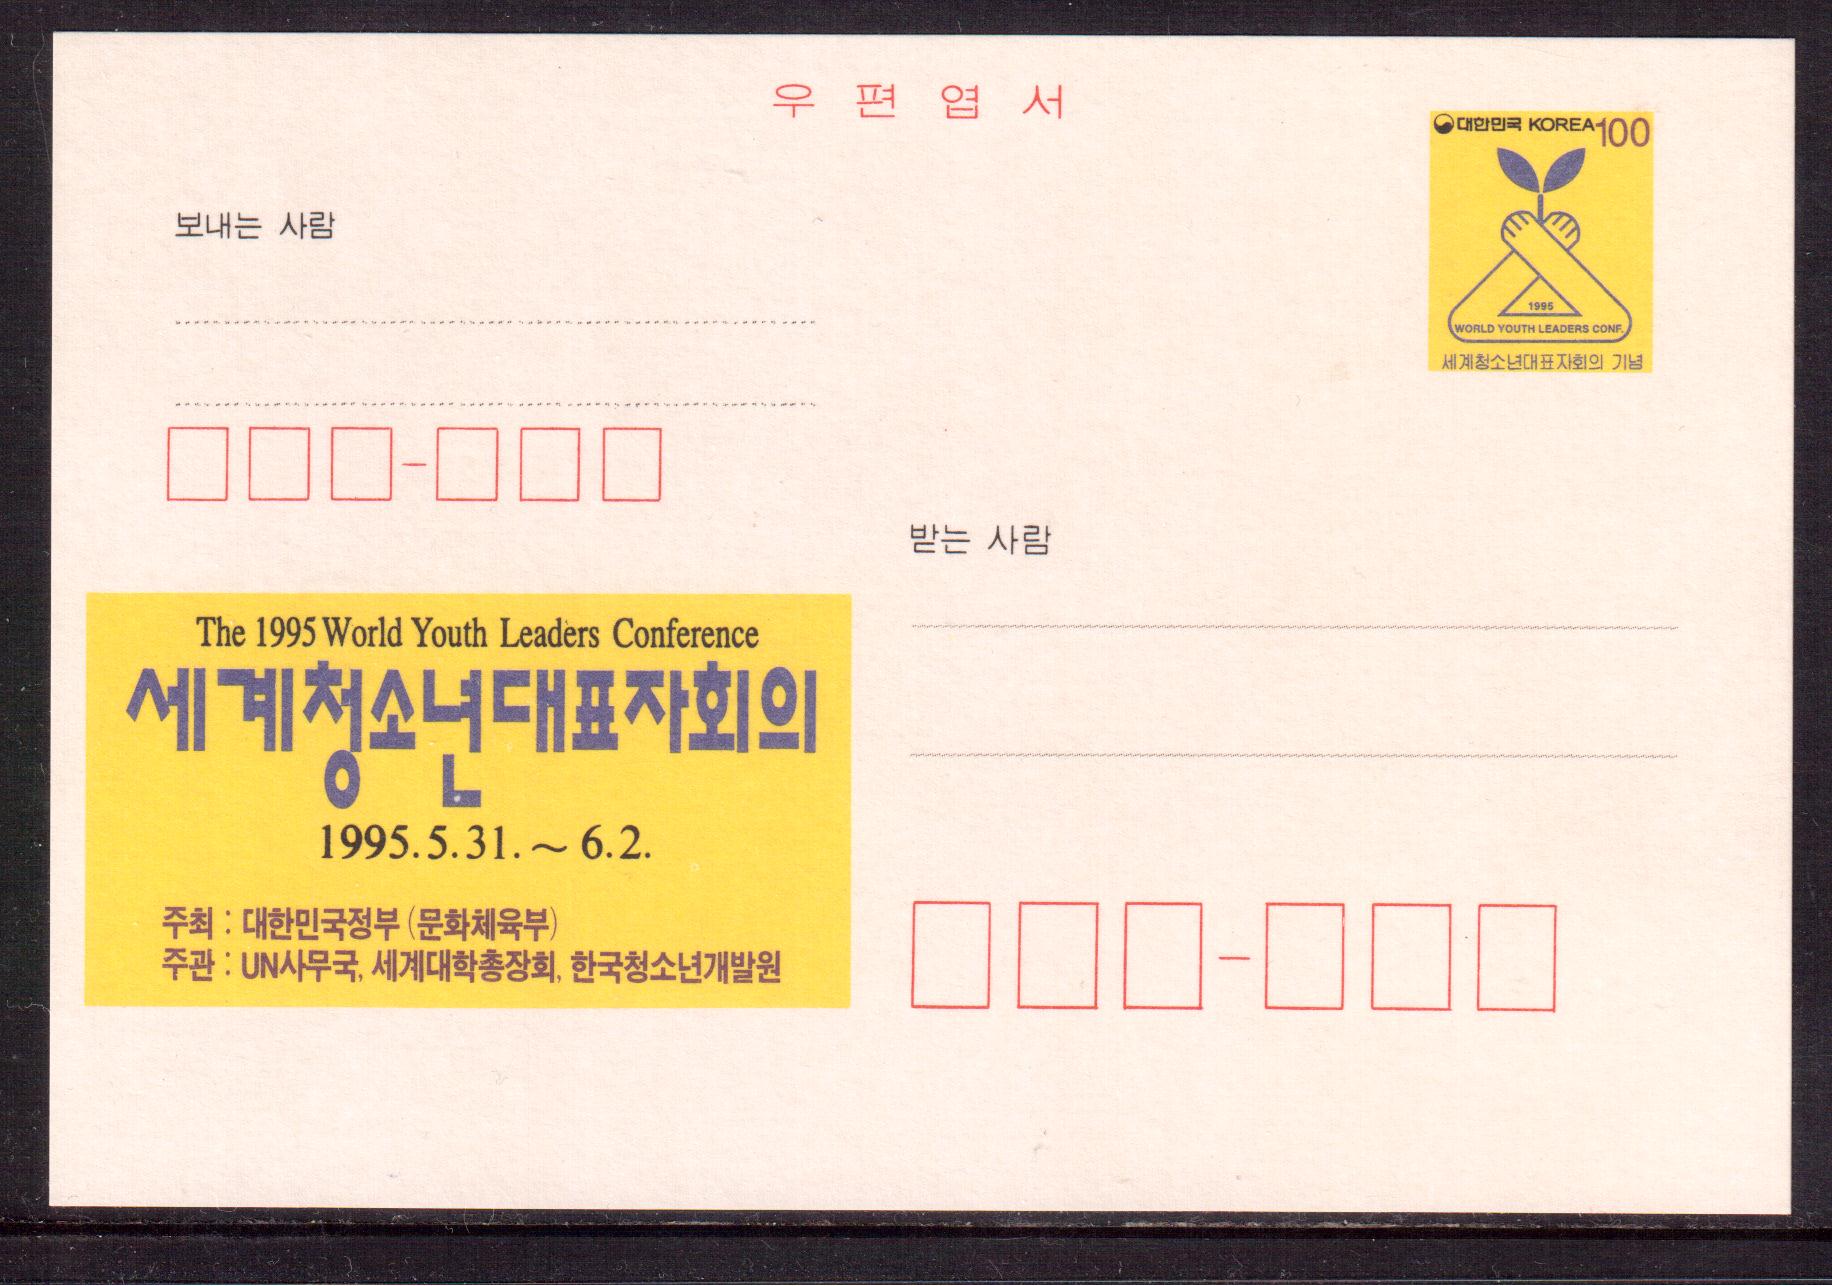 우 편 엽 서
대한민국 KOREA 100
1995
WORLD YOUTH LEADERS CONF.
세계청소년대표자회의 기념
보내는 사람
받는 사람
The 1995 World Youth Leaders Conference
세계청소년대표자회의
1995.5.31.~6.2.
주최 : 대한민국정부 (문화체육부)
주관 : UN사무국, 세계대학총장회, 한국청소년개발원